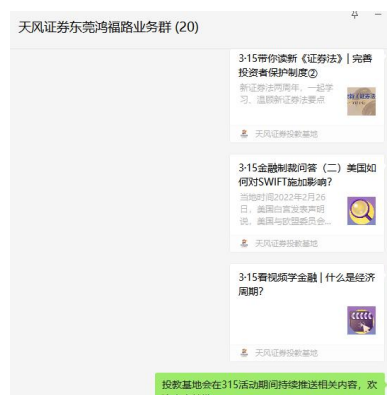 天风证券东莞鸿福路业务群 (20)
3·15带你读新《证券法》| 完善
投资者保护制度②
新证券法两周年，一起学
习、温顾新证券法要点
天风证券投教基地
3·15金融制裁问答（二）美国如
何对SWIFT施加影响？
当地时间2022年2月26
日，美国白宫发表声明
说，美国与欧盟委员会...
天风证券投教基地
3·15看视频学金融 | 什么是经济
周期？
天风证券投教基地
投教基地会在315活动期间持续推送相关内容，欢